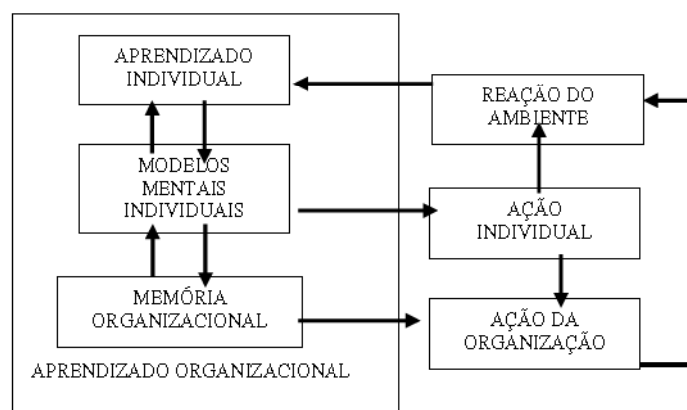 APRENDIZADO
INDIVIDUAL
REAÇÃO DO
AMBIENTE
MODELOS
MENTAIS
INDIVIDUAIS
AÇÃO
INDIVIDUAL
MEMÓRIA
ORGANIZACIONAL
AÇÃO DA
ORGANIZAÇÃO
APRENDIZADO ORGANIZACIONAL